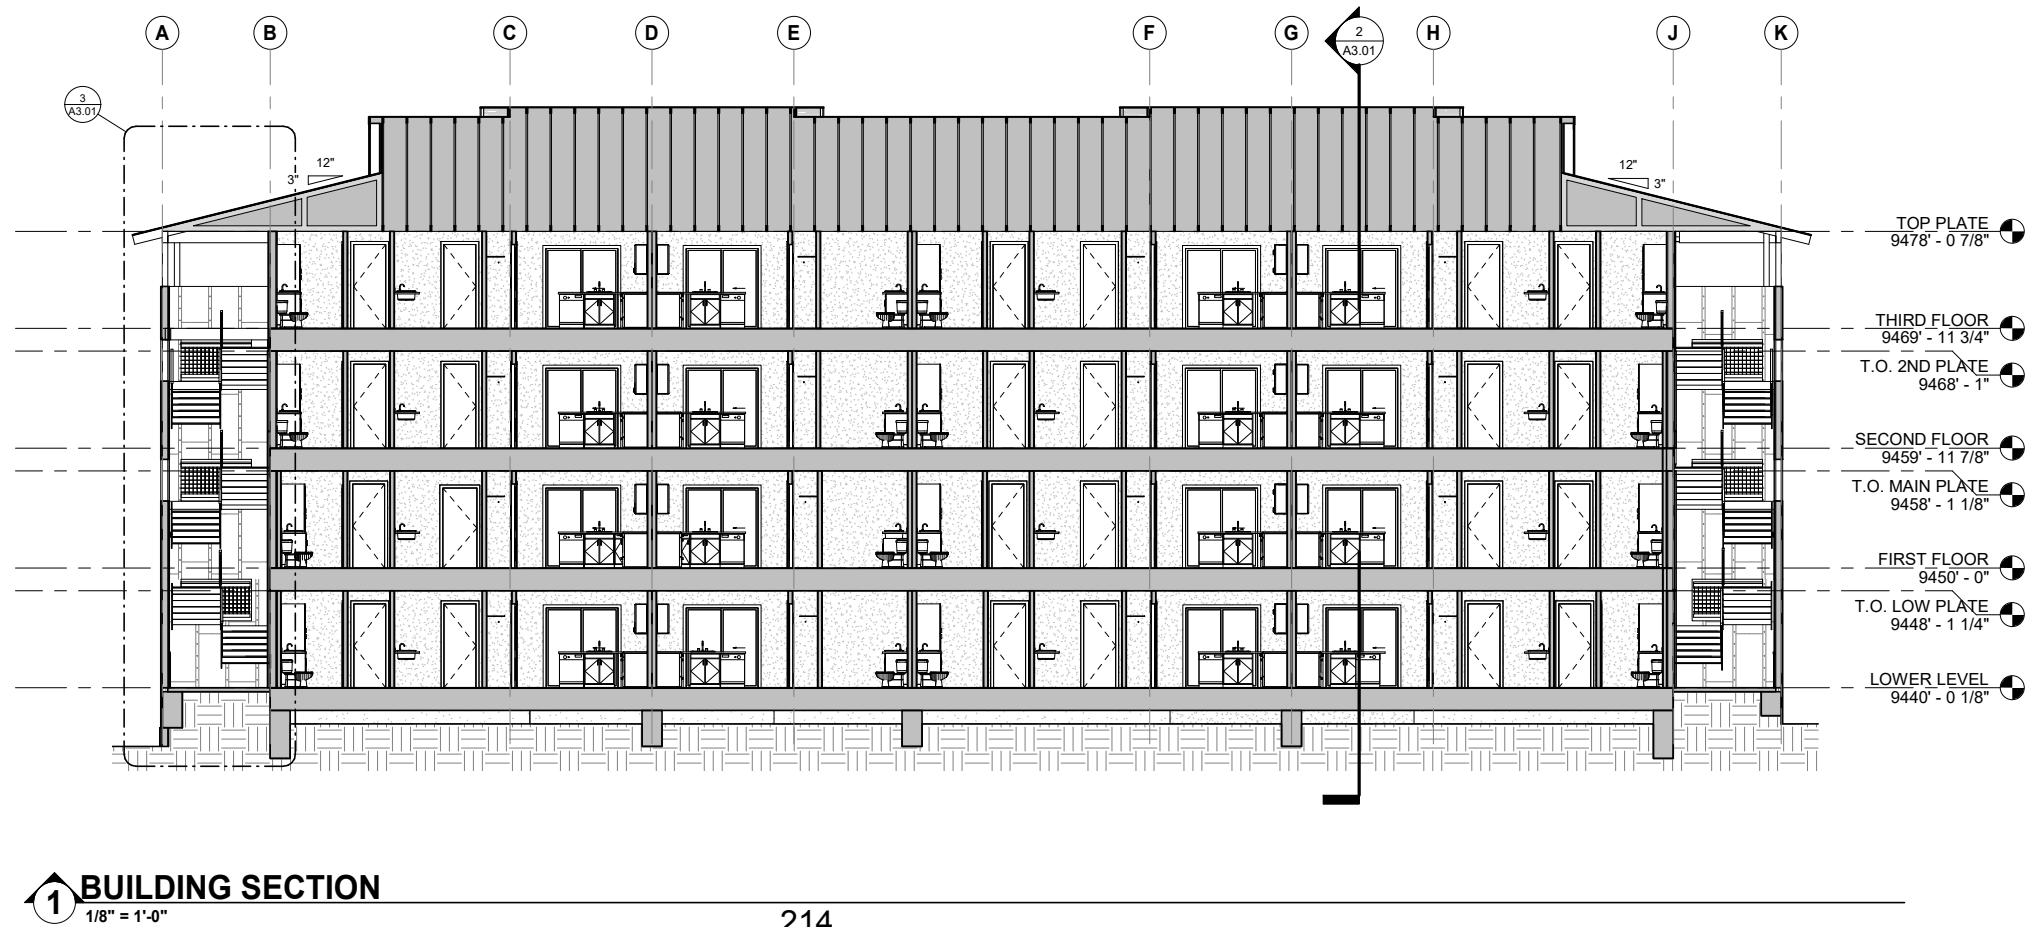 A B C D E F G H J K
2
A3.01
3
A3.01
12"
3"
12"
3"
TOP PLATE
9478' - 0 7/8"
THIRD FLOOR
9469' - 11 3/4"
T.O. 2ND PLATE
9468' - 1"
SECOND FLOOR
9459' - 11 7/8"
T.O. MAIN PLATE
9458' - 1 1/8"
FIRST FLOOR
9450' - 0"
T.O. LOW PLATE
9448' - 1 1/4"
LOWER LEVEL
9440' - 0 1/8"
1 BUILDING SECTION
1/8" = 1'-0"
214